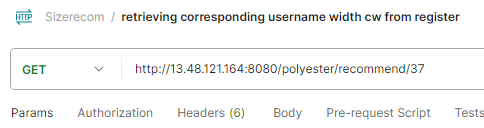 HTTP Sizerecom / retrieving corresponding username width cw from register
GET http://13.48.121.164:8080/polyester/recommend/37
Params Authorization Headers (6) Body Pre-request Script Tests